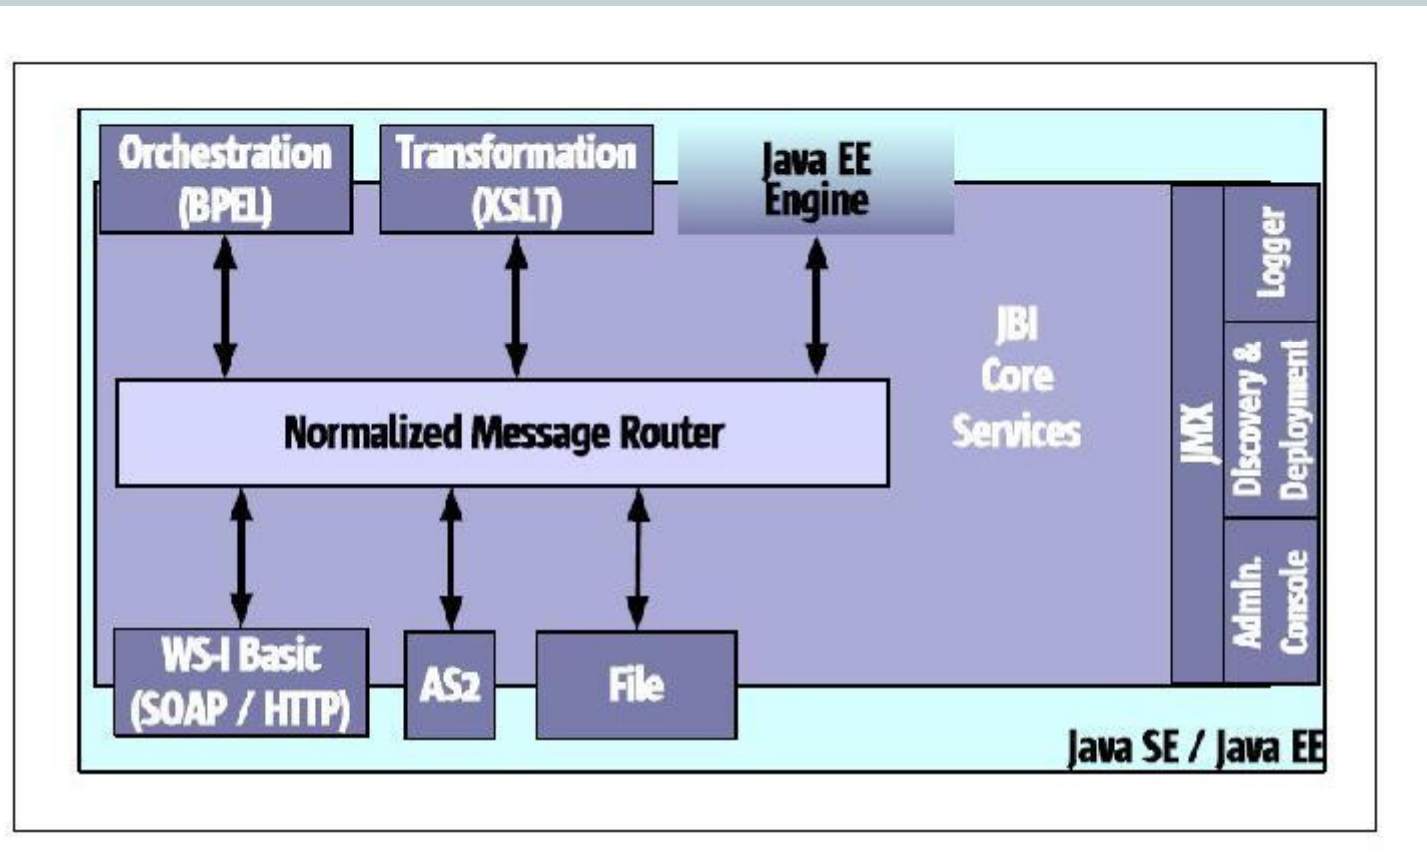 Orchestration
(BPEL)
Transformation
(XSLT)
Java EE
Engine
Normalized Message Router
JBI
Core
Services
JMX
Logger
Discovery &
Deployment
Admin.
Console
WS-I Basic
(SOAP / HTTP)
AS2
File
Java SE / Java EE